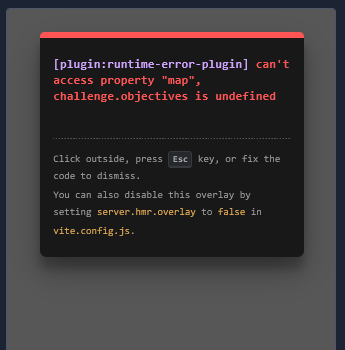 [plugin:runtime-error-plugin] can't
access property "map",
challenge.objectives is undefined
Click outside, press Esc key, or fix the
code to dismiss.
You can also disable this overlay by
setting server.hmr.overlay to false in
vite.config.js.